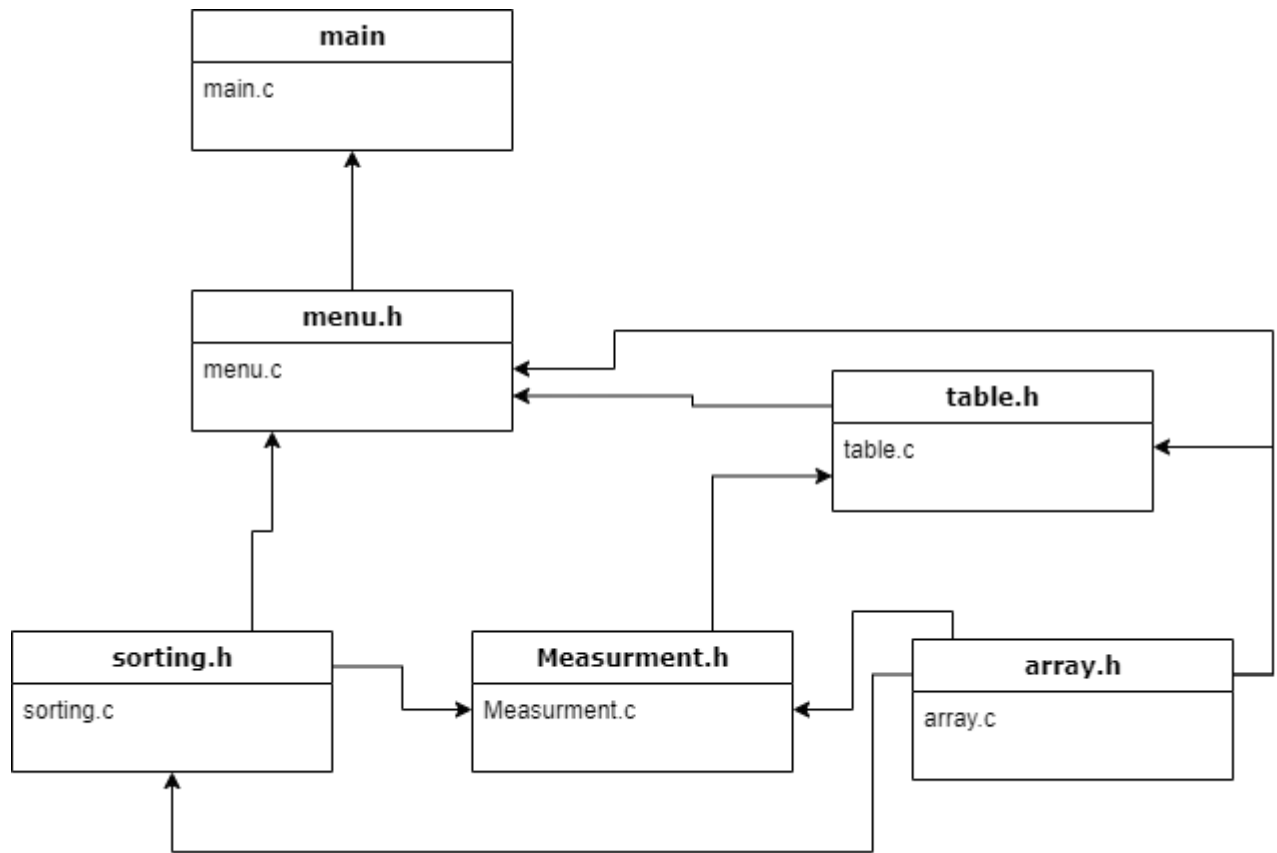 main
main.c
menu.h
menu.c
table.h
table.c
sorting.h
sorting.c
Measurment.h
Measurment.c
array.h
array.c